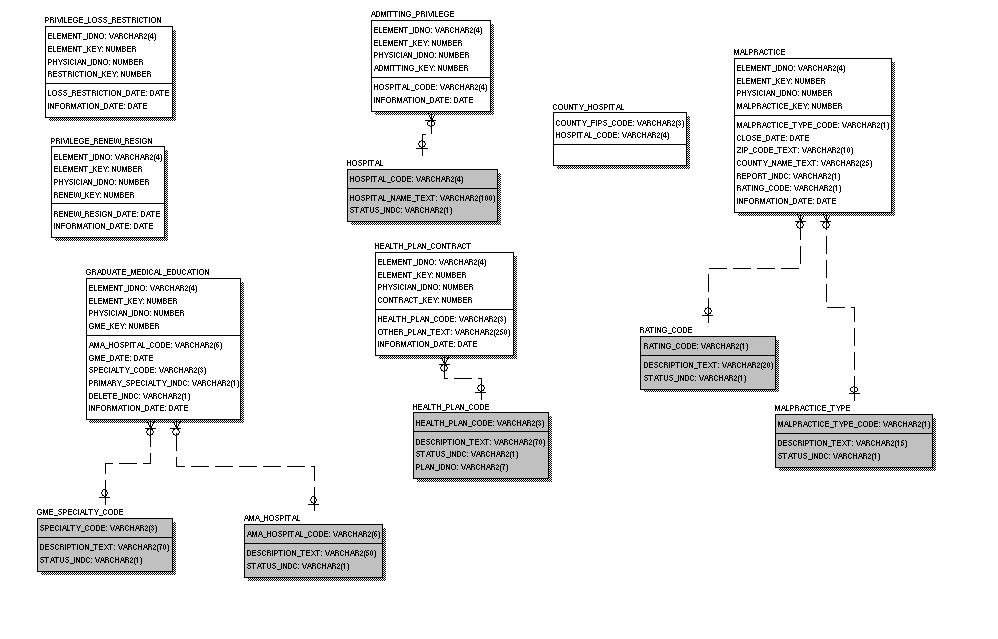 PRIVILEGE_LOSS_RESTRICTION
ELEMENT_IDNO: VARCHAR2(4)
ELEMENT_KEY: NUMBER
PHYSICIAN_IDNO: NUMBER
RESTRICTION_KEY: NUMBER
LOSS_RESTRICTION_DATE: DATE
INFORMATION_DATE: DATE
PRIVILEGE_RENEW_RESIGN
ELEMENT_IDNO: VARCHAR2(4)
ELEMENT_KEY: NUMBER
PHYSICIAN_IDNO: NUMBER
RENEW_KEY: NUMBER
RENEW_RESIGN_DATE: DATE
INFORMATION_DATE: DATE
ADMITTING_PRIVILEGE
ELEMENT_IDNO: VARCHAR2(4)
ELEMENT_KEY: NUMBER
PHYSICIAN_IDNO: NUMBER
ADMITTING_KEY: NUMBER
HOSPITAL_CODE: VARCHAR2(4)
INFORMATION_DATE: DATE
HOSPITAL
HOSPITAL_CODE: VARCHAR2(4)
HOSPITAL_NAME_TEXT: VARCHAR2(100)
STATUS_INDC: VARCHAR2(1)
COUNTY_HOSPITAL
COUNTY_FIPS_CODE: VARCHAR2(3)
HOSPITAL_CODE: VARCHAR2(4)
MALPRACTICE
ELEMENT_IDNO: VARCHAR2(4)
ELEMENT_KEY: NUMBER
PHYSICIAN_IDNO: NUMBER
MALPRACTICE_KEY: NUMBER
MALPRACTICE_TYPE_CODE: VARCHAR2(1)
CLOSE_DATE: DATE
ZIP_CODE_TEXT: VARCHAR2(10)
COUNTY_NAME_TEXT: VARCHAR2(25)
REPORT_INDC: VARCHAR2(1)
RATING_CODE: VARCHAR2(1)
INFORMATION_DATE: DATE
HEALTH_PLAN_CONTRACT
ELEMENT_IDNO: VARCHAR2(4)
ELEMENT_KEY: NUMBER
PHYSICIAN_IDNO: NUMBER
CONTRACT_KEY: NUMBER
HEALTH_PLAN_CODE: VARCHAR2(3)
OTHER_PLAN_TEXT: VARCHAR2(250)
INFORMATION_DATE: DATE
GRADUATE_MEDICAL_EDUCATION
ELEMENT_IDNO: VARCHAR2(4)
ELEMENT_KEY: NUMBER
PHYSICIAN_IDNO: NUMBER
GME_KEY: NUMBER
AMA_HOSPITAL_CODE: VARCHAR2(6)
GME_DATE: DATE
SPECIALTY_CODE: VARCHAR2(3)
PRIMARY_SPECIALTY_INDC: VARCHAR2(1)
DELETE_INDC: VARCHAR2(1)
INFORMATION_DATE: DATE
RATING_CODE
RATING_CODE: VARCHAR2(1)
DESCRIPTION_TEXT: VARCHAR2(20)
STATUS_INDC: VARCHAR2(1)
HEALTH_PLAN_CODE
HEALTH_PLAN_CODE: VARCHAR2(3)
DESCRIPTION_TEXT: VARCHAR2(70)
STATUS_INDC: VARCHAR2(1)
PLAN_IDNO: VARCHAR2(7)
MALPRACTICE_TYPE
MALPRACTICE_TYPE_CODE: VARCHAR2(1)
DESCRIPTION_TEXT: VARCHAR2(15)
STATUS_INDC: VARCHAR2(1)
GME_SPECIALTY_CODE
SPECIALTY_CODE: VARCHAR2(3)
DESCRIPTION_TEXT: VARCHAR2(70)
STATUS_INDC: VARCHAR2(1)
AMA_HOSPITAL
AMA_HOSPITAL_CODE: VARCHAR2(6)
DESCRIPTION_TEXT: VARCHAR2(50)
STATUS_INDC: VARCHAR2(1)